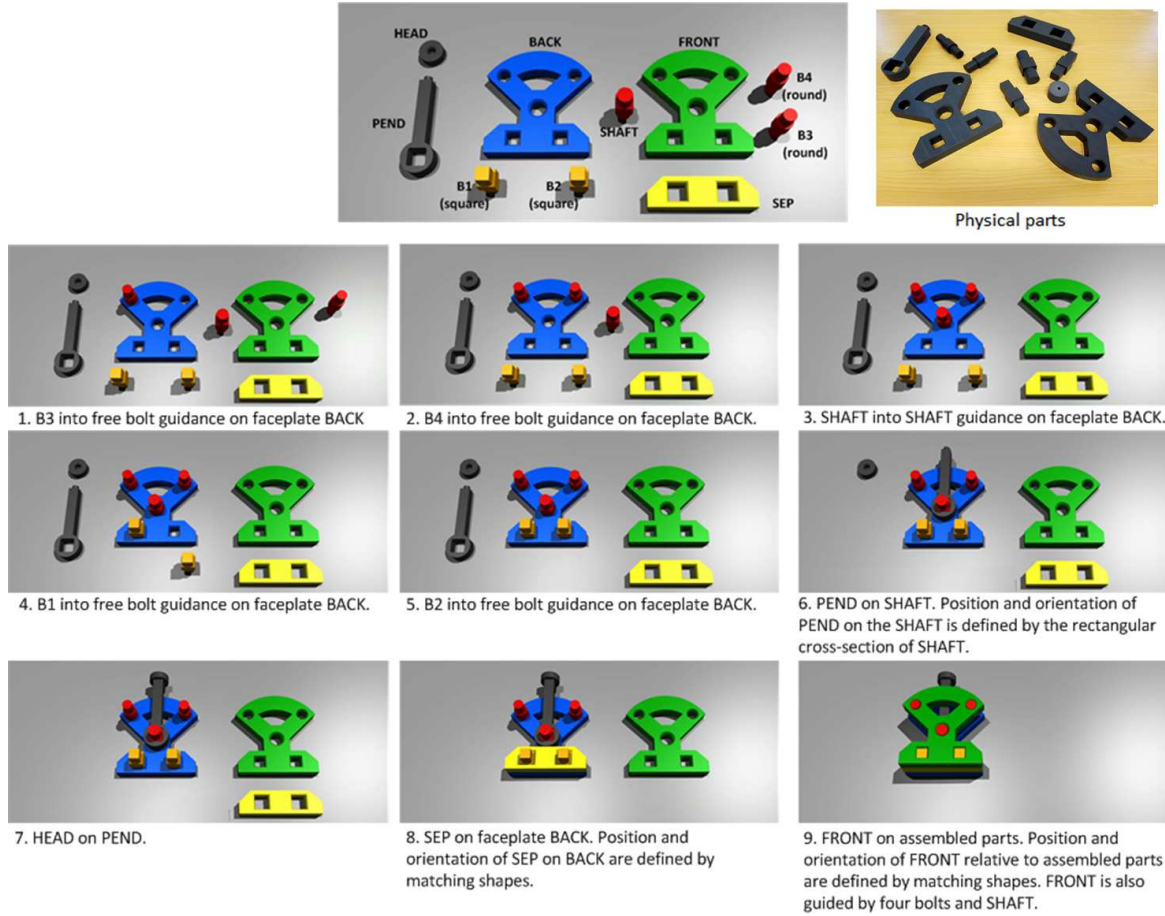 HEAD
BACK
FRONT
B4
(round)
PEND
SHAFT
B3
(round)
B1
(square)
B2
(square)
SEP
Physical parts
1. B3 into free bolt guidance on faceplate BACK
2. B4 into free bolt guidance on faceplate BACK.
3. SHAFT into SHAFT guidance on faceplate BACK.
4. B1 into free bolt guidance on faceplate BACK.
5. B2 into free bolt guidance on faceplate BACK.
6. PEND on SHAFT. Position and orientation of
PEND on the SHAFT is defined by the rectangular
cross-section of SHAFT.
7. HEAD on PEND.
8. SEP on faceplate BACK. Position and
orientation of SEP on BACK are defined by
matching shapes.
9. FRONT on assembled parts. Position and
orientation of FRONT relative to assembled parts
are defined by matching shapes. FRONT is also
guided by four bolts and SHAFT.